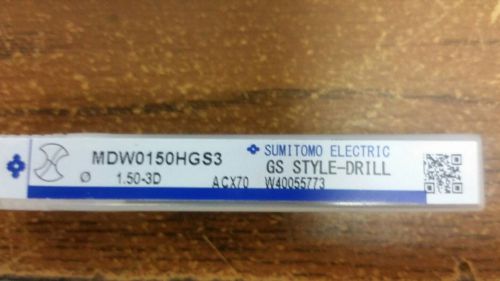 MDW0150HGS3
Ø 1.50-3D ACX70
SUMITOMO ELECTRIC
GS STYLE-DRILL
W40055773